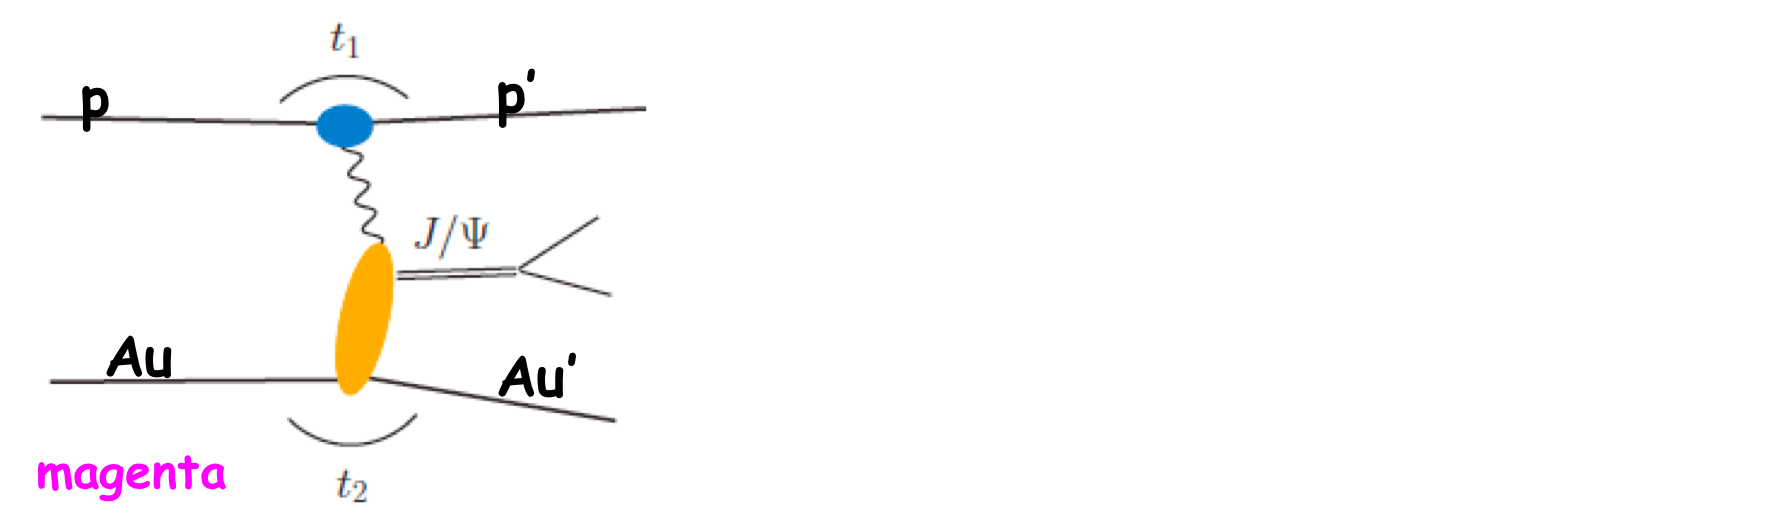 t₁
p p′
J/Ψ
Au Au′
magenta
t₂